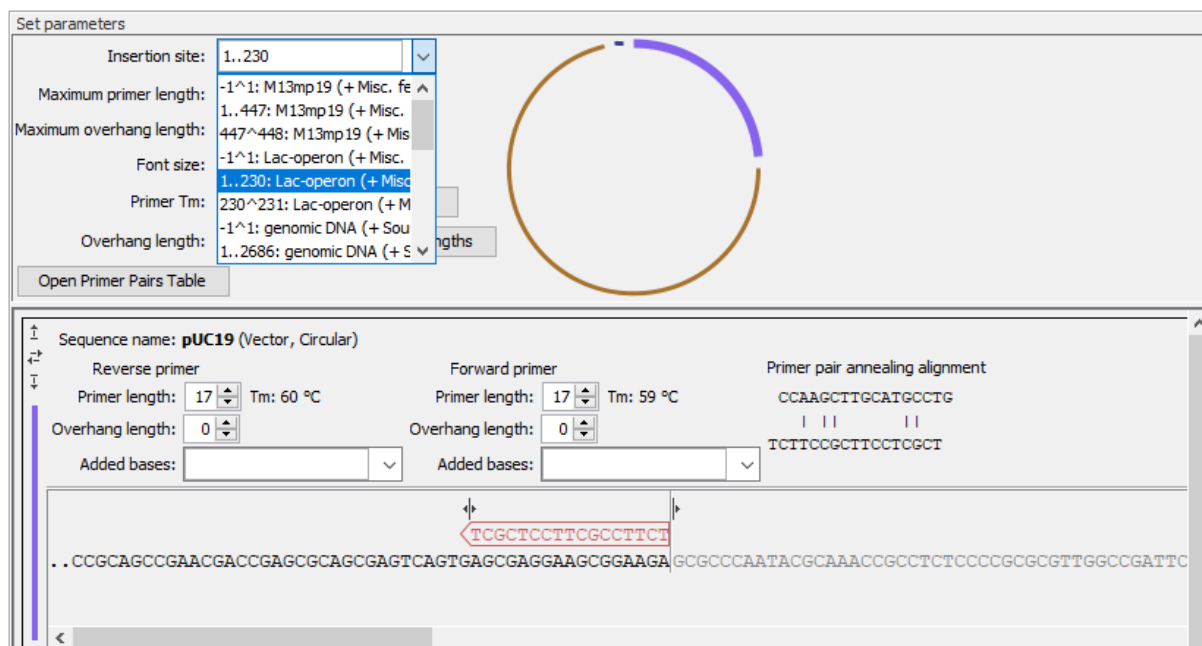 Set parameters
Insertion site: 1..230
Maximum primer length: -1^1: M13mp19 (+ Misc. fe
1..447: M13mp19 (+ Misc.
Maximum overhang length: 447^448: M13mp19 (+ Mis
Font size: -1^1: Lac-operon (+ Misc.
1..230: Lac-operon (+ Misc
Primer Tm: 230^231: Lac-operon (+ M
-1^1: genomic DNA (+ Sou
Overhang length: 1..2686: genomic DNA (+ S ngths
Open Primer Pairs Table
Sequence name: pUC19 (Vector, Circular)
Reverse primer Forward primer Primer pair annealing alignment
Primer length: 17 Tm: 60 ºC Primer length: 17 Tm: 59 ºC CCAAGCTTGCATGCCTG
Overhang length: 0 Overhang length: 0 TCTTCCGCTTCCTCGCT
Added bases: Added bases:
TCGCTCCTTCGCCTTCT
..CCGCAGCCGAACGACCGAGCGCAGCGAGTCAGTGAGCGAGGAAGCGGAAGAGCGCCCAATACGCAAACCGCCTCTCCCCGCGCGTTGGCCGATTC